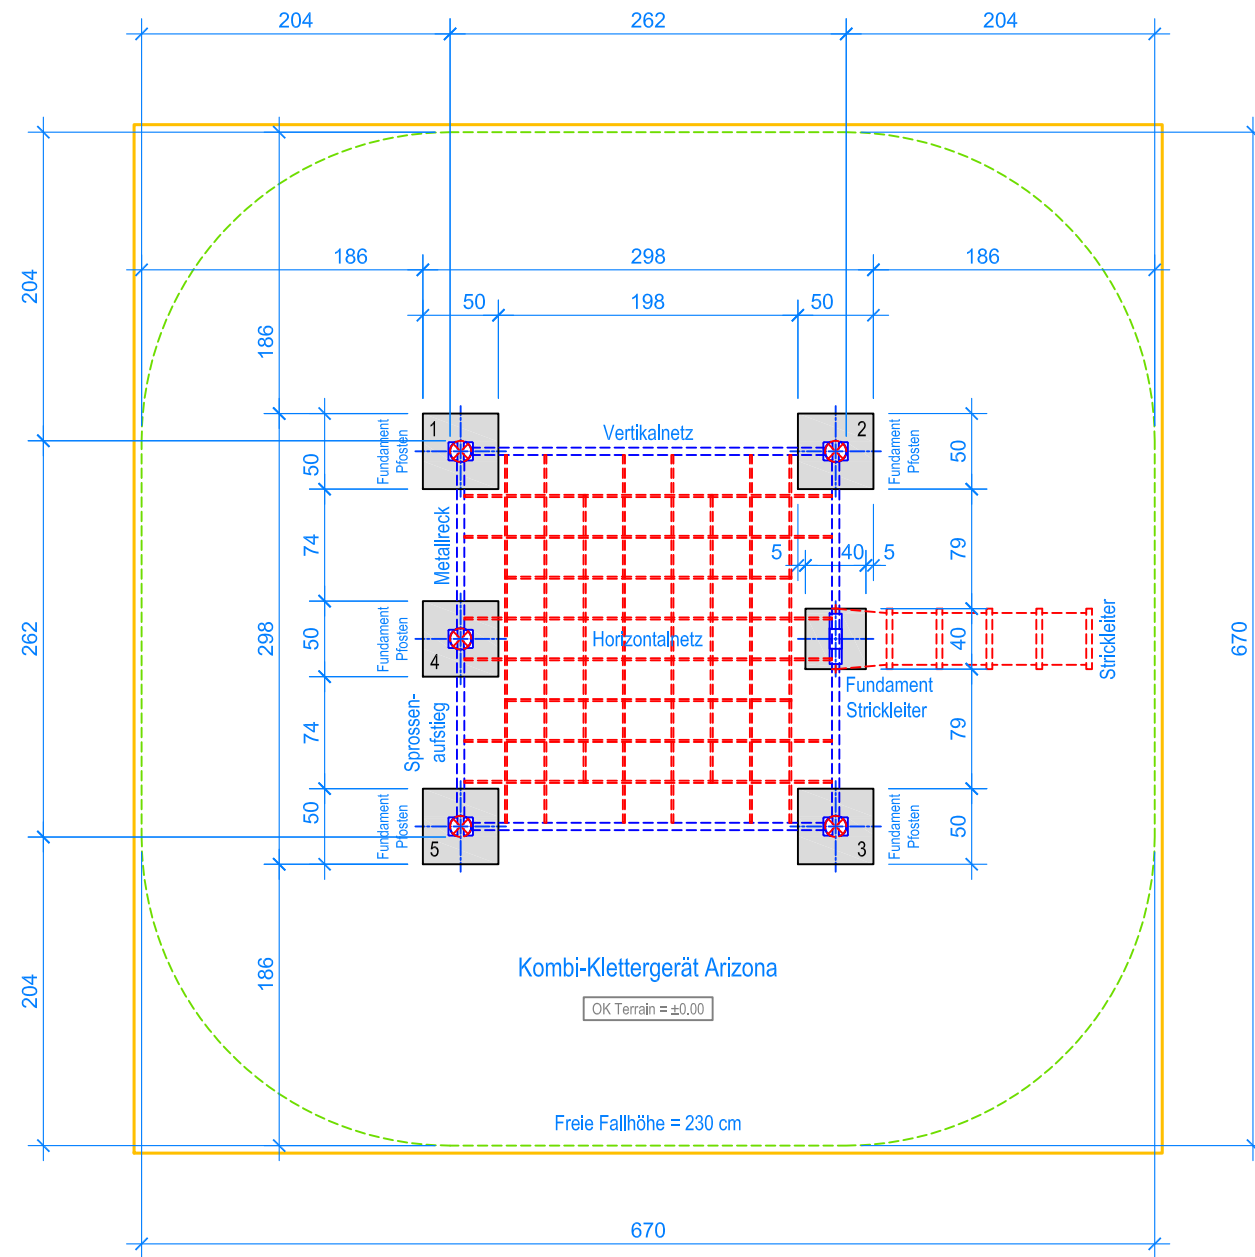 204
262
204
186
298
186
50
198
50
204
186
1
2
Vertikalnetz
Fundament
Pfosten
Fundament
Pfosten
50
50
Metallreck
74
5
40
5
79
262
298
50
Fundament
Pfosten
4
Horizontalnetz
40
Strickleiter
670
Fundament
Strickleiter
Sprossen-
aufstieg
74
79
50
Fundament
Pfosten
5
3
Fundament
Pfosten
50
204
186
Kombi-Klettergerät Arizona
OK Terrain = ±0.00
Freie Fallhöhe = 230 cm
670